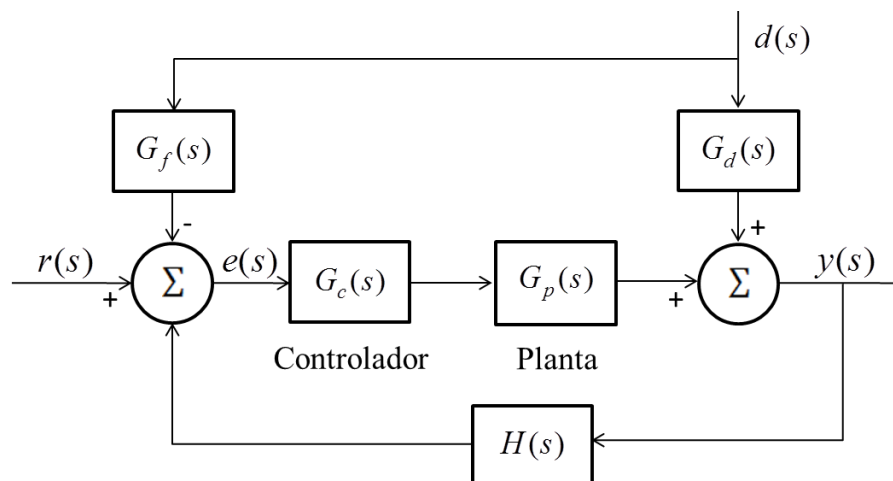 d(s)
G_f(s)
G_d(s)
-
+
r(s)
+
Σ
e(s)
G_c(s)
G_p(s)
+
Σ
y(s)
Controlador
Planta
H(s)